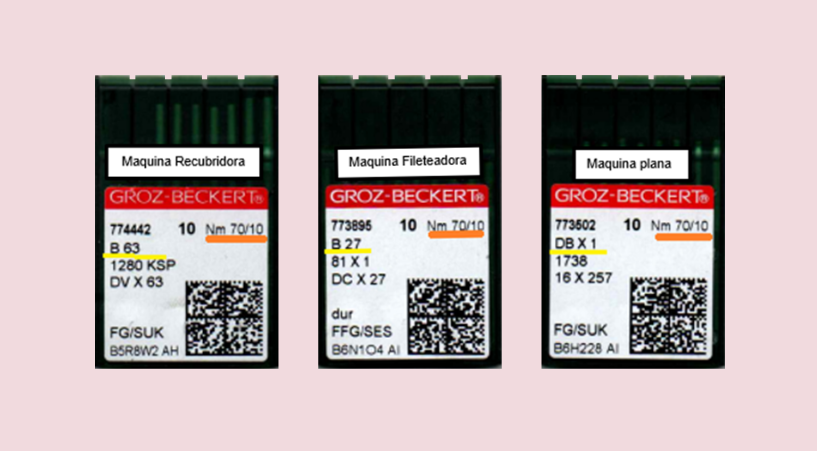 Maquina Recubridora
GROZ-BECKERT®
774442 10 Nm 70/10
B 63
1280 KSP
DV X 63
FG/SUK
B5R8W2 AH
Maquina Fileteadora
GROZ-BECKERT®
773895 10 Nm 70/10
B 27
81 X 1
DC X 27
dur
FFG/SES
B6N1O4 AI
Maquina plana
GROZ-BECKERT®
773502 10 Nm 70/10
DB X 1
1738
16 X 257
FG/SUK
B6H228 AI